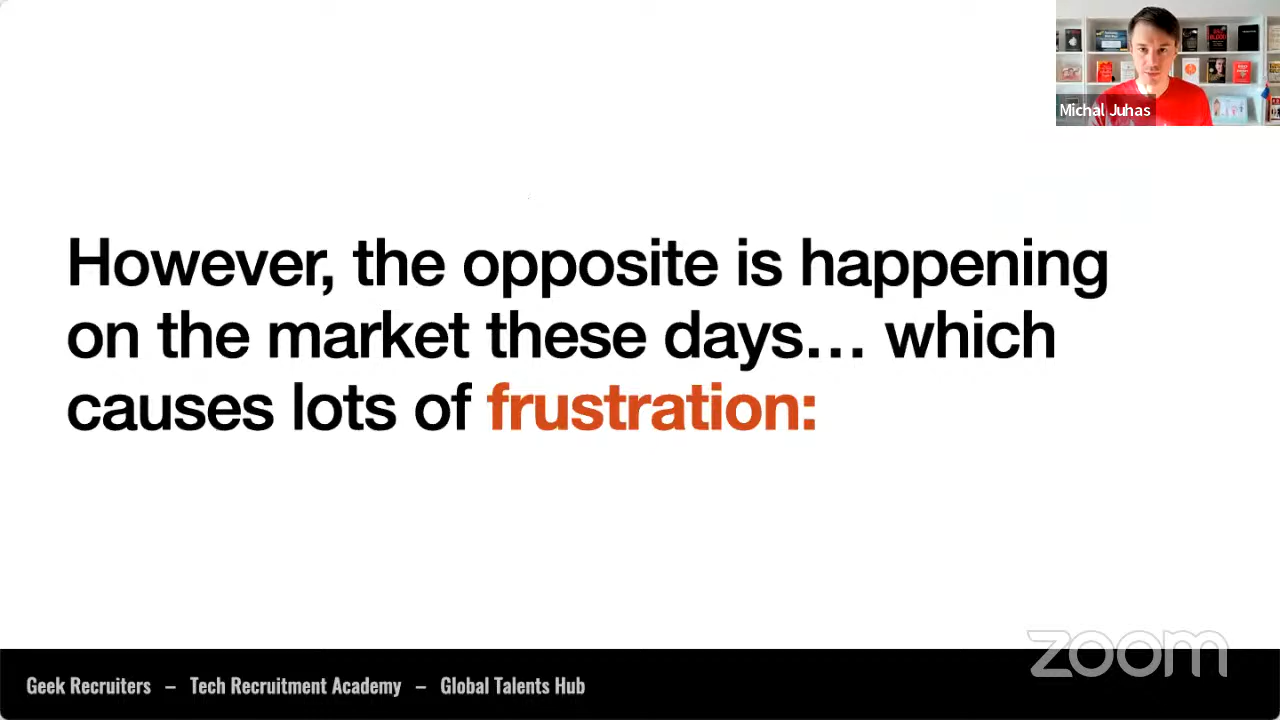 Michal Juhas
However, the opposite is happening
on the market these days… which
causes lots of frustration:
zoom
Geek Recruiters – Tech Recruitment Academy – Global Talents Hub